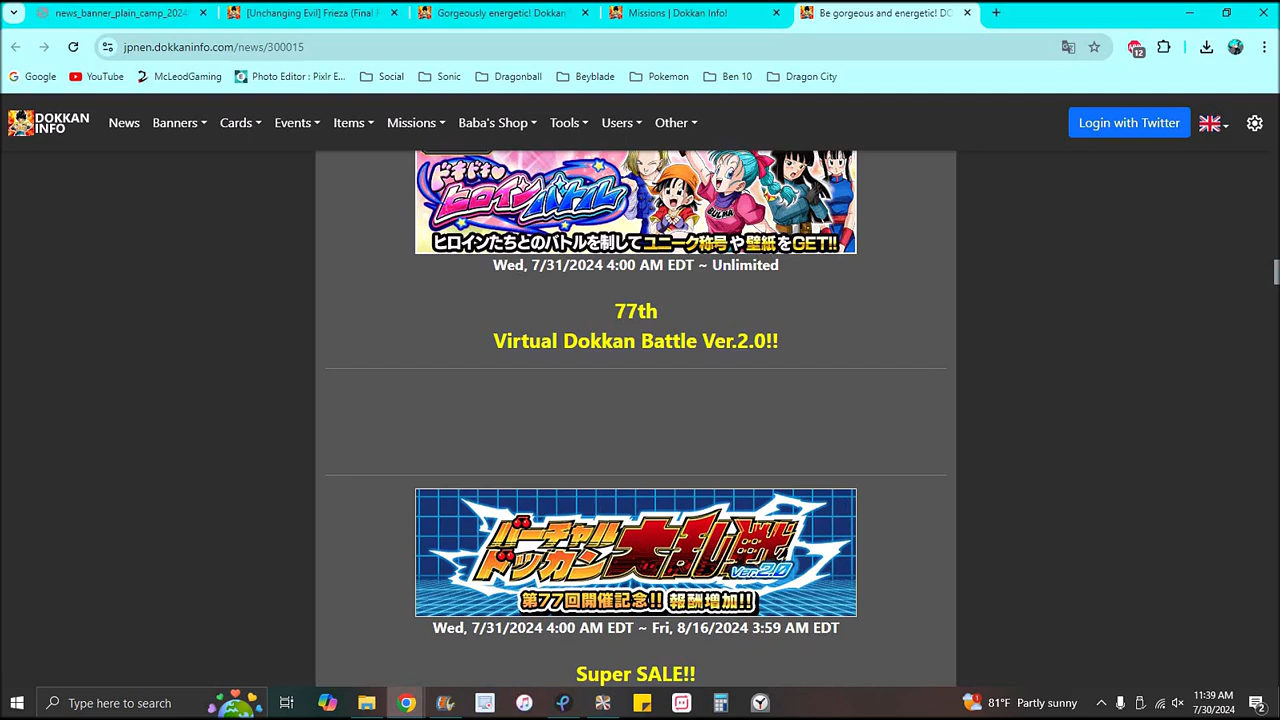 news_banner_plain_camp_2024
[Unchanging Evil] Frieza (Final F
Gorgeously energetic! Dokkan
Missions | Dokkan Info!
Be gorgeous and energetic! DO
jpnen.dokkaninfo.com/news/300015
12
Google
YouTube
McLeodGaming
Photo Editor : Pixlr E...
Social
Sonic
Dragonball
Beyblade
Pokemon
Ben 10
Dragon City
DOKKAN
INFO
News
Banners
Cards
Events
Items
Missions
Baba's Shop
Tools
Users
Other
Login with Twitter
ドキドキ
ヒロインバトル
BULMA
ヒロインたちとのバトルを制してユニーク称号や壁紙をGET!!
Wed, 7/31/2024 4:00 AM EDT ~ Unlimited
77th
Virtual Dokkan Battle Ver.2.0!!
バーチャル
ドッカン大乱戦
Ver.2.0
第77回開催記念!! 報酬増加!!
Wed, 7/31/2024 4:00 AM EDT ~ Fri, 8/16/2024 3:59 AM EDT
Super SALE!!
Type here to search
1
81°F Partly sunny
11:39 AM
7/30/2024
2